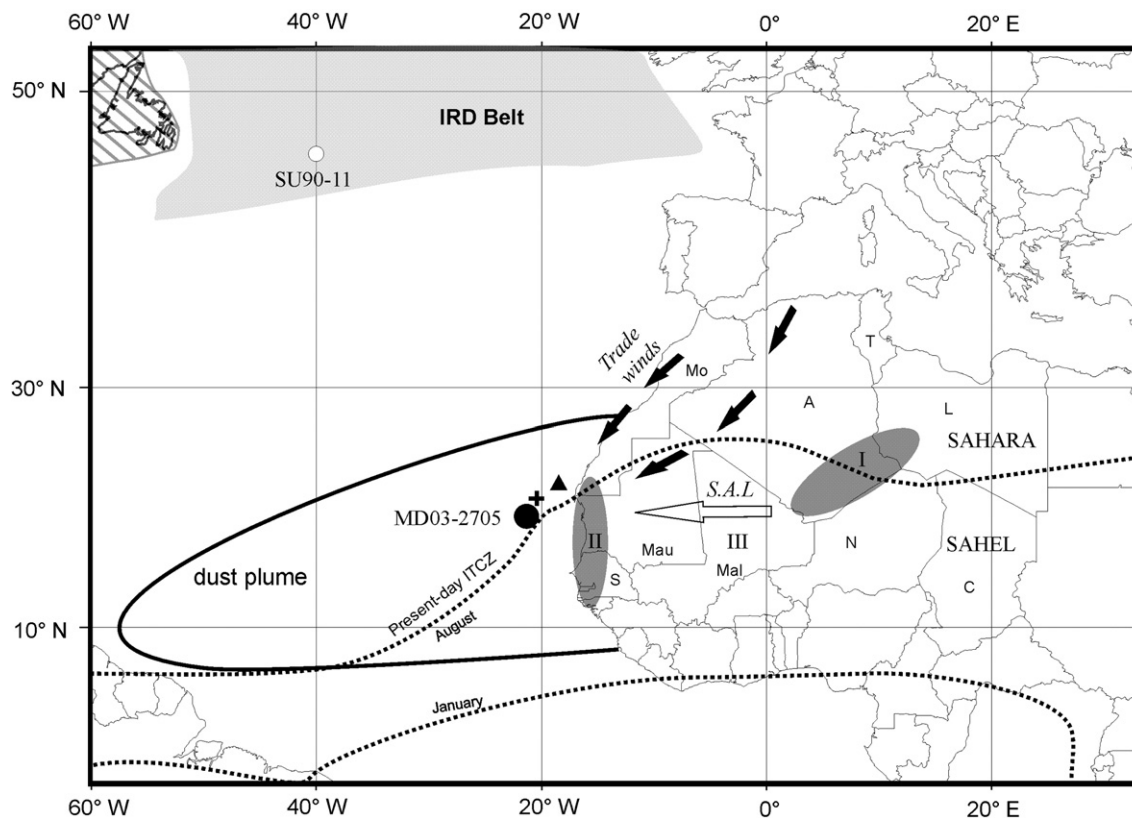 60° W
40° W
20° W
0°
20° E
50° N
IRD Belt
SU90-11
Trade
winds
Mo
T
30° N
A
L
SAHARA
I
S.A.L
MD03-2705
II
III
Mau
Mal
N
SAHEL
S
C
dust plume
Present-day ITCZ
August
10° N
January
60° W
40° W
20° W
0°
20° E